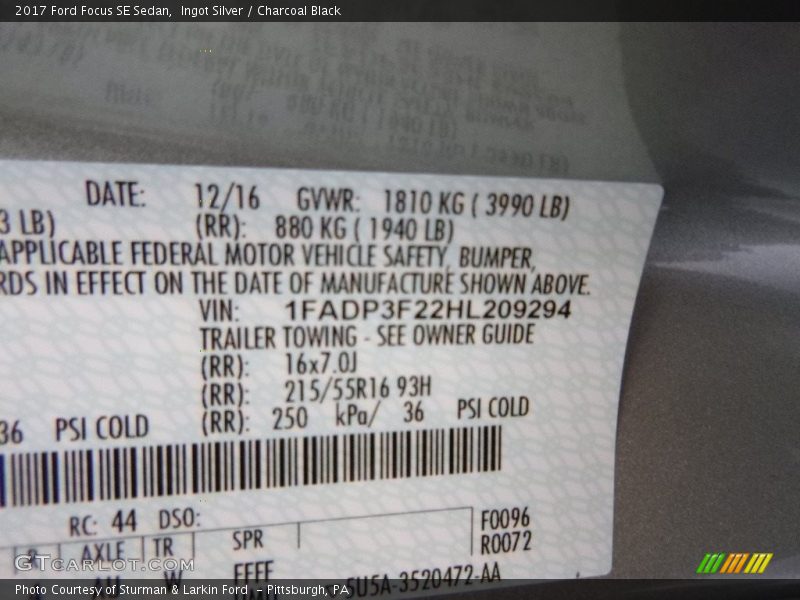 2017 Ford Focus SE Sedan,  Ingot Silver / Charcoal Black
DATE: 12/16 GVWR: 1810 KG ( 3990 LB)
3 LB) (RR): 880 KG ( 1940 LB)
APPLICABLE FEDERAL MOTOR VEHICLE SAFETY, BUMPER,
RDS IN EFFECT ON THE DATE OF MANUFACTURE SHOWN ABOVE.
VIN: 1FADP3F22HL209294
TRAILER TOWING - SEE OWNER GUIDE
(RR): 16x7.0J
(RR): 215/55R16 93H
36 PSI COLD (RR): 250 kPa/ 36 PSI COLD
RC: 44 DSO:
AXLE TR SPR F0096
R0072
W EFFF 5U5A-3520472-AA
GTcarlot.com
Photo Courtesy of Sturman & Larkin Ford  - Pittsburgh, PA